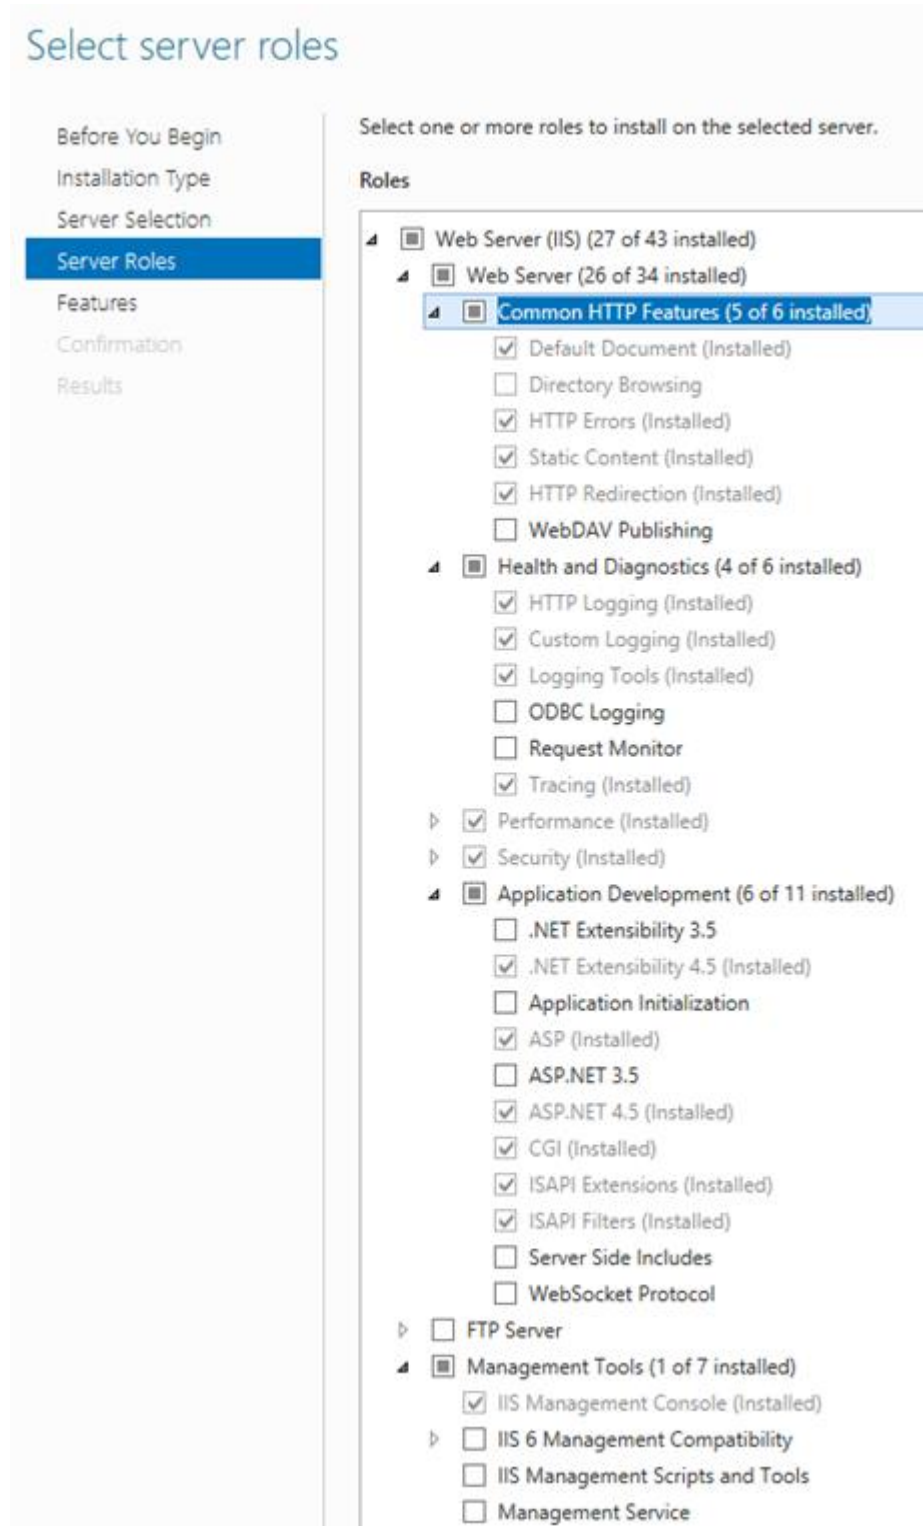 Select server roles
Before You Begin
Installation Type
Server Selection
Server Roles
Features
Confirmation
Results
Select one or more roles to install on the selected server.
Roles
Web Server (IIS) (27 of 43 installed)
Web Server (26 of 34 installed)
Common HTTP Features (5 of 6 installed)
Default Document (Installed)
Directory Browsing
HTTP Errors (Installed)
Static Content (Installed)
HTTP Redirection (Installed)
WebDAV Publishing
Health and Diagnostics (4 of 6 installed)
HTTP Logging (Installed)
Custom Logging (Installed)
Logging Tools (Installed)
ODBC Logging
Request Monitor
Tracing (Installed)
Performance (Installed)
Security (Installed)
Application Development (6 of 11 installed)
.NET Extensibility 3.5
.NET Extensibility 4.5 (Installed)
Application Initialization
ASP (Installed)
ASP.NET 3.5
ASP.NET 4.5 (Installed)
CGI (Installed)
ISAPI Extensions (Installed)
ISAPI Filters (Installed)
Server Side Includes
WebSocket Protocol
FTP Server
Management Tools (1 of 7 installed)
IIS Management Console (Installed)
IIS 6 Management Compatibility
IIS Management Scripts and Tools
Management Service